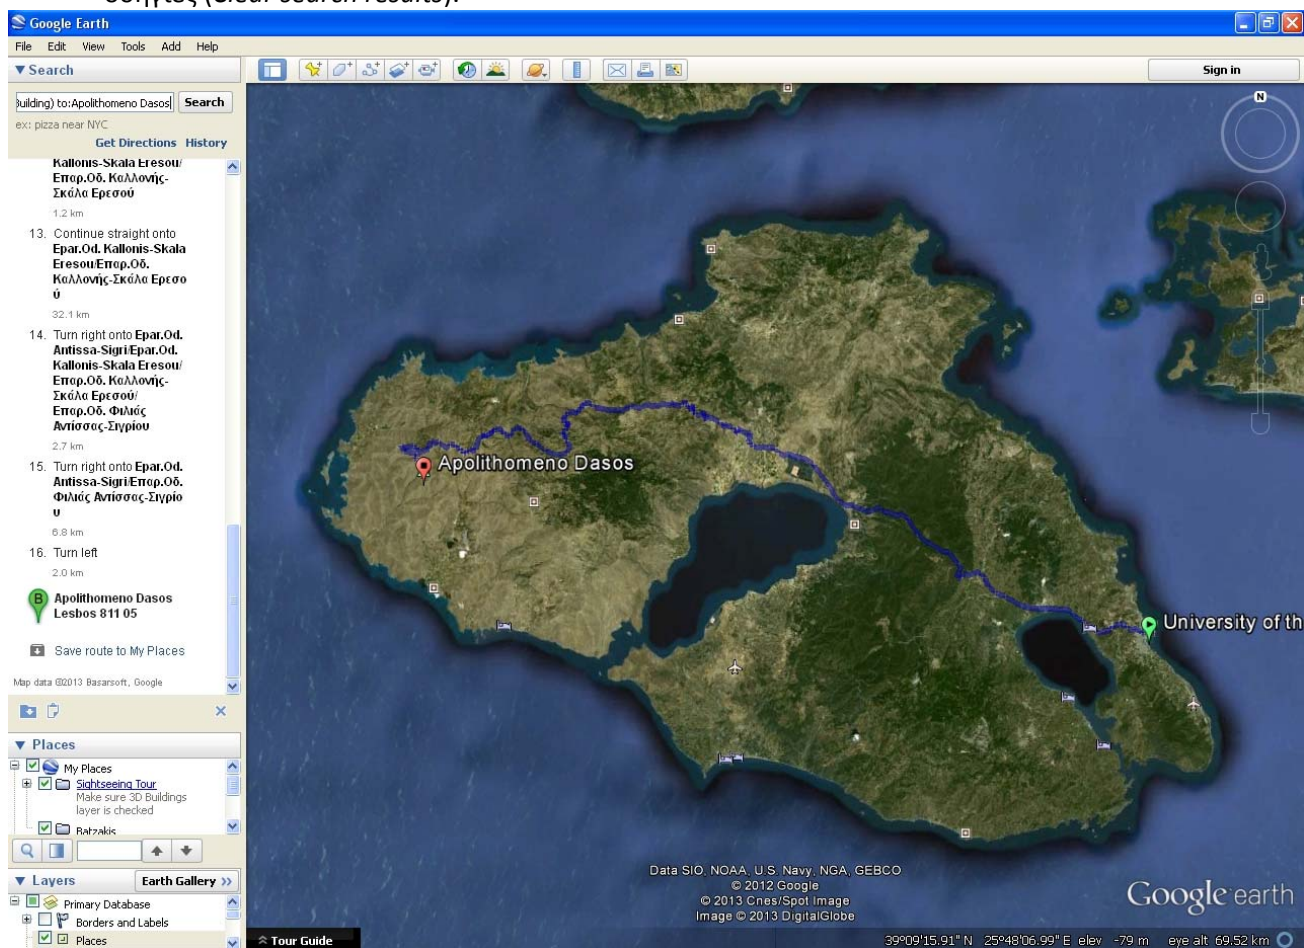 οδηγίες (Clear search results).
Google Earth
File Edit View Tools Add Help
Search
Sign in
Building) to:Apolithomeno Dasos
Search
ex: pizza near NYC
Get Directions History
Kallonis-Skala Eresou/
Επαρ.Οδ. Καλλονής-
Σκάλα Ερεσού
1.2 km
13. Continue straight onto
Epar.Od. Kallonis-Skala
Eresou/Επαρ.Οδ.
Καλλονής-Σκάλα Ερεσο
ύ
32.1 km
14. Turn right onto Epar.Od.
Antissa-Sigri/Epar.Od.
Kallonis-Skala Eresou/
Επαρ.Οδ. Καλλονής-
Σκάλα Ερεσού/
Επαρ.Οδ. Φιλιάς
Αντίσσας-Σιγρίου
2.7 km
15. Turn right onto Epar.Od.
Antissa-Sigri/Επαρ.Οδ.
Φιλιάς Αντίσσας-Σιγρίο
υ
6.8 km
16. Turn left
2.0 km
B
Apolithomeno Dasos
Lesbos 811 05
Save route to My Places
Map data ©2013 Basarsoft, Google
Places
My Places
Sightseeing Tour
Make sure 3D Buildings
layer is checked
Batzakis
Layers
Earth Gallery >>
Primary Database
Borders and Labels
Places
N
Apolithomeno Dasos
University of th
Data SIO, NOAA, U.S. Navy, NGA, GEBCO
© 2012 Google
© 2013 Cnes/Spot Image
Image © 2013 DigitalGlobe
Google earth
Tour Guide
39°09'15.91" N 25°48'06.99" E elev -79 m eye alt 69.52 km